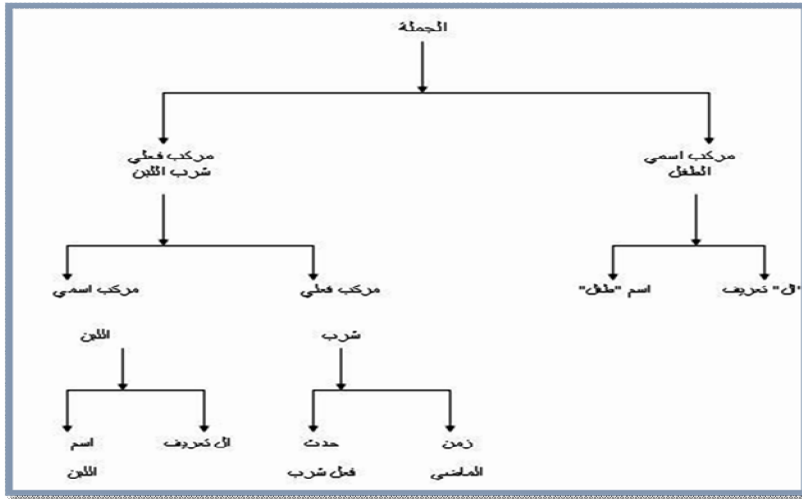 الجملة
مركب اسمي
الطفل
مركب فعلي
شرب اللبن
"ال" تعريف
اسم "طفل"
مركب فعلي
مركب اسمي
شرب
اللبن
زمن
حدث
ال تعريف
اسم
الماضي
فعل شرب
اللبن